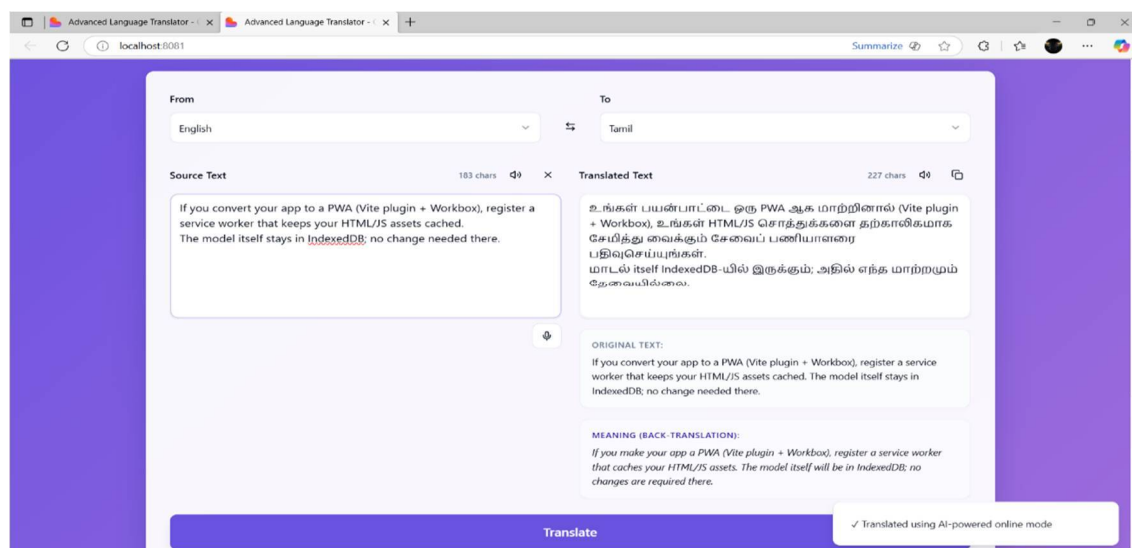 Advanced Language Translator - 
Advanced Language Translator - 
localhost:8081
Summarize
From
To
English
Tamil
Source Text
183 chars
Translated Text
227 chars
If you convert your app to a PWA (Vite plugin + Workbox), register a
service worker that keeps your HTML/JS assets cached.
The model itself stays in IndexedDB; no change needed there.
உங்கள் பயன்பாட்டை ஒரு PWA ஆக மாற்றினால் (Vite plugin
+ Workbox), உங்கள் HTML/JS சொத்துக்களை தற்காலிகமாக
சேமித்து வைக்கும் சேவைப் பணியாளரை
பதிவுசெய்யுங்கள்.
மாடல் itself IndexedDB-யில் இருக்கும்; அதில் எந்த மாற்றமும்
தேவையில்லை.
ORIGINAL TEXT:
If you convert your app to a PWA (Vite plugin + Workbox), register a service
worker that keeps your HTML/JS assets cached. The model itself stays in
IndexedDB; no change needed there.
MEANING (BACK-TRANSLATION):
If you make your app a PWA (Vite plugin + Workbox), register a service worker
that caches your HTML/JS assets. The model itself will be in IndexedDB; no
changes are required there.
Translate
✓ Translated using AI-powered online mode